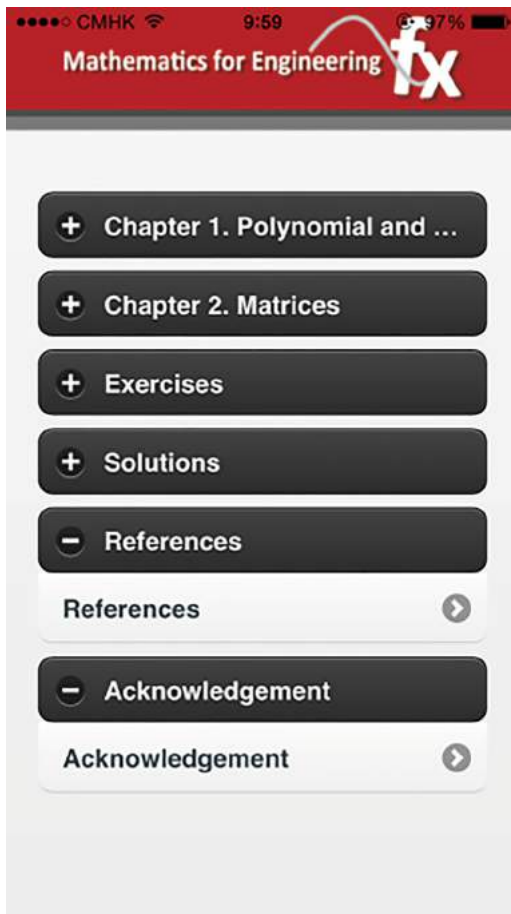 CMHK 9:59 97%
Mathematics for Engineering fx
Chapter 1. Polynomial and ...
Chapter 2. Matrices
Exercises
Solutions
References
References
Acknowledgement
Acknowledgement